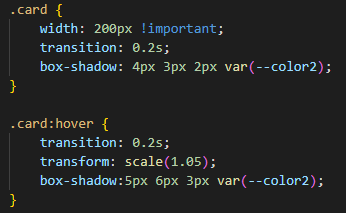 .card {
    width: 200px !important;
    transition: 0.2s;
    box-shadow: 4px 3px 2px var(--color2);
}

.card:hover {
    transition: 0.2s;
    transform: scale(1.05);
    box-shadow:5px 6px 3px var(--color2);
}